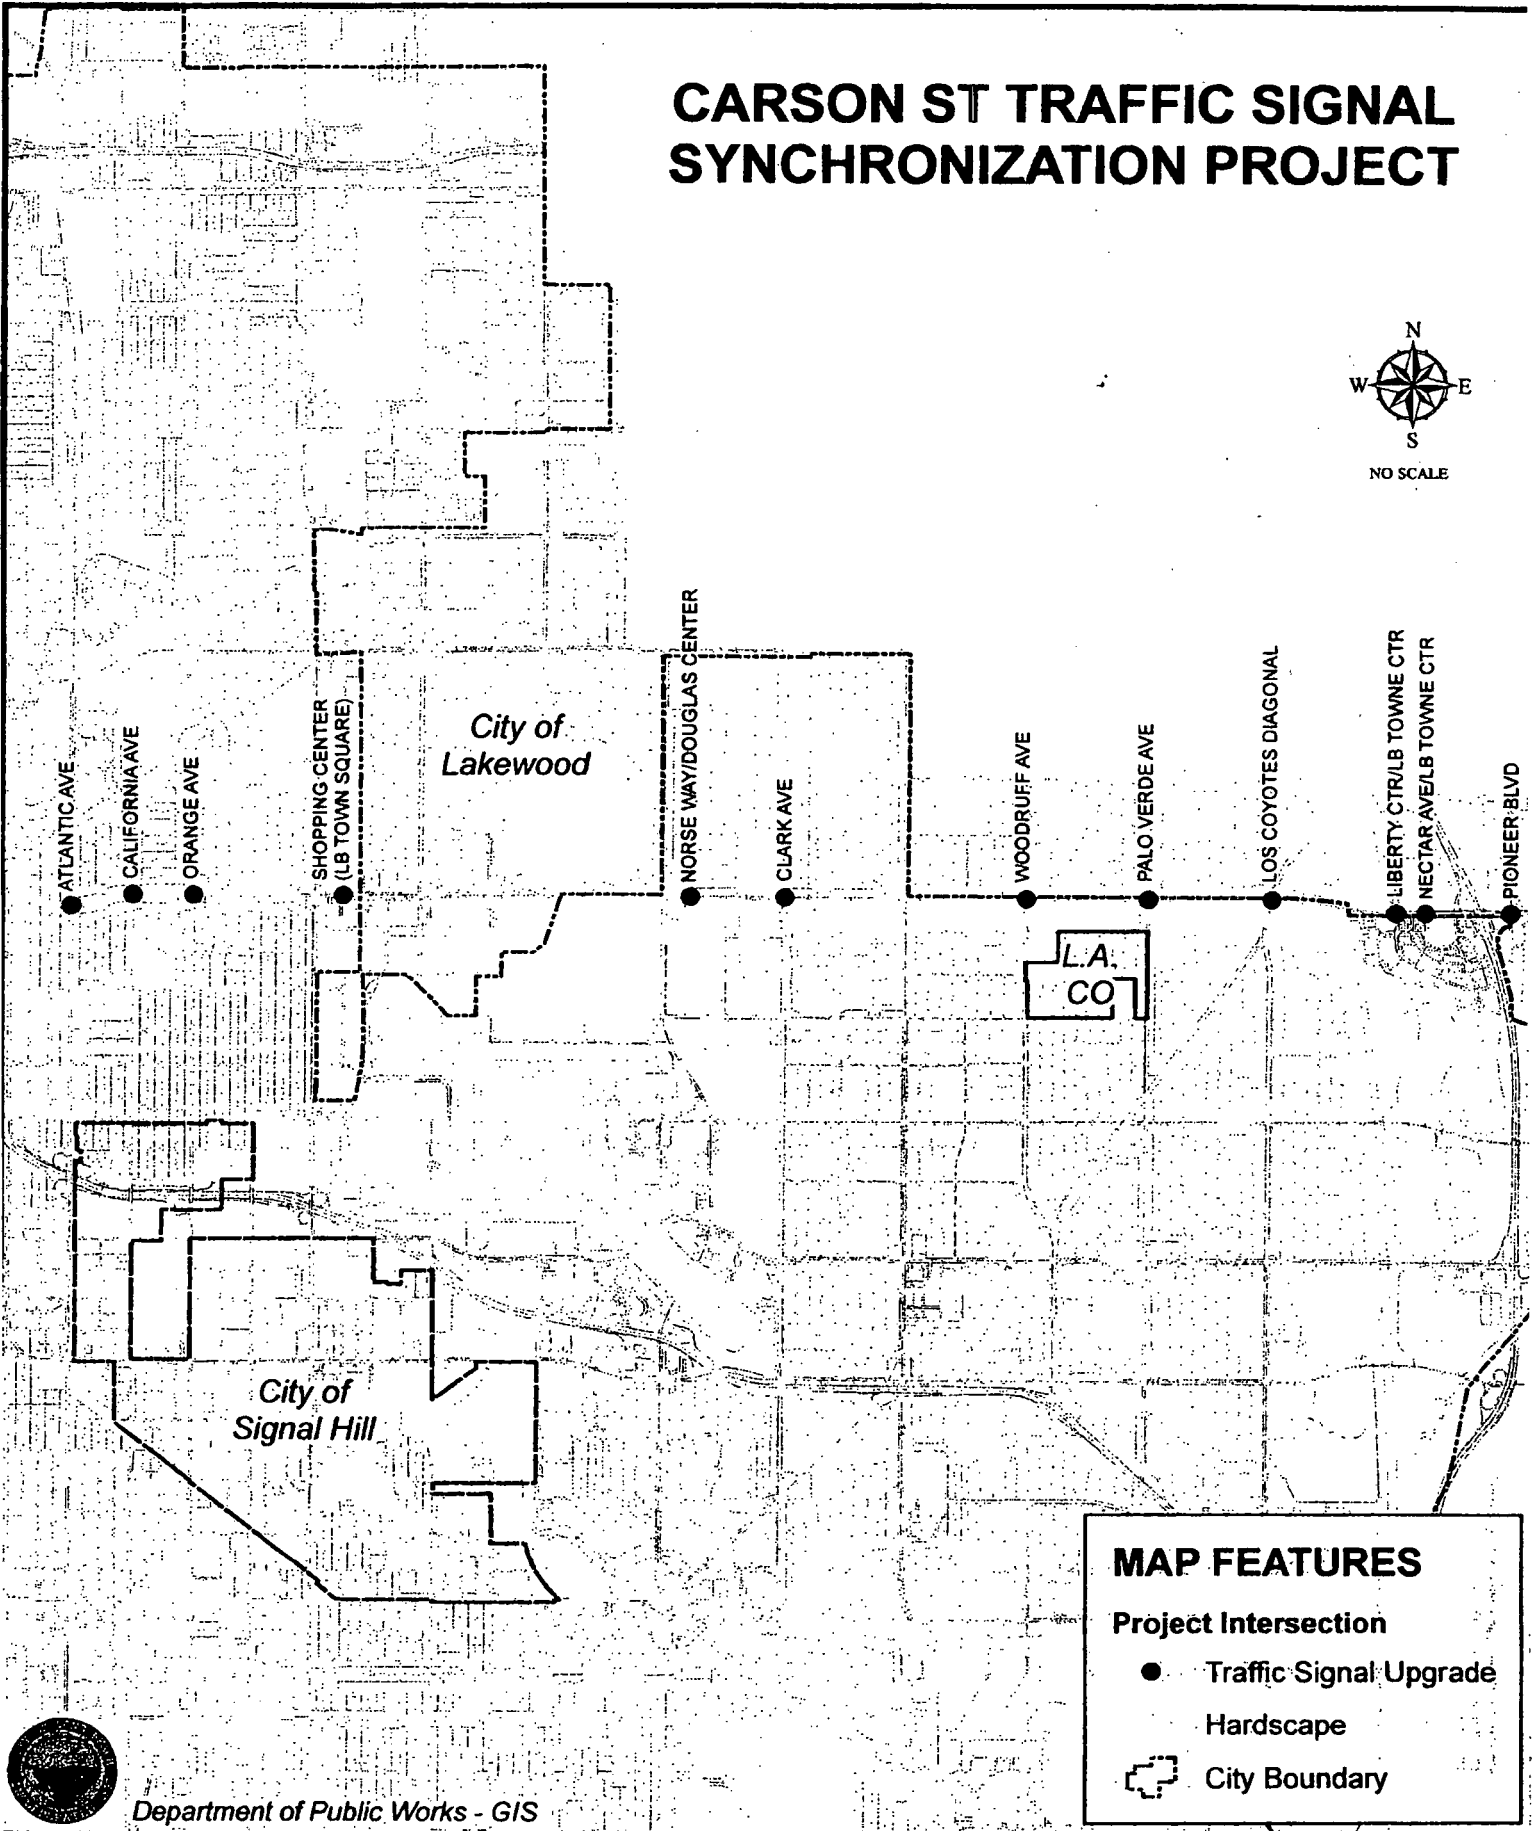 CARSON ST TRAFFIC SIGNAL
SYNCHRONIZATION PROJECT
N
W
E
S
NO SCALE
ATLANTIC AVE
CALIFORNIA AVE
ORANGE AVE
SHOPPING CENTER
(LB TOWN SQUARE)
City of
Lakewood
NORSE WAY/DOUGLAS CENTER
CLARK AVE
WOODRUFF AVE
PALO VERDE AVE
LOS COYOTES DIAGONAL
LIBERTY CTR/LB TOWNE CTR
NECTAR AVE/LB TOWNE CTR
PIONEER BLVD
L.A.
CO
City of
Signal Hill
MAP FEATURES
Project Intersection
Traffic Signal Upgrade
Hardscape
City Boundary
Department of Public Works - GIS